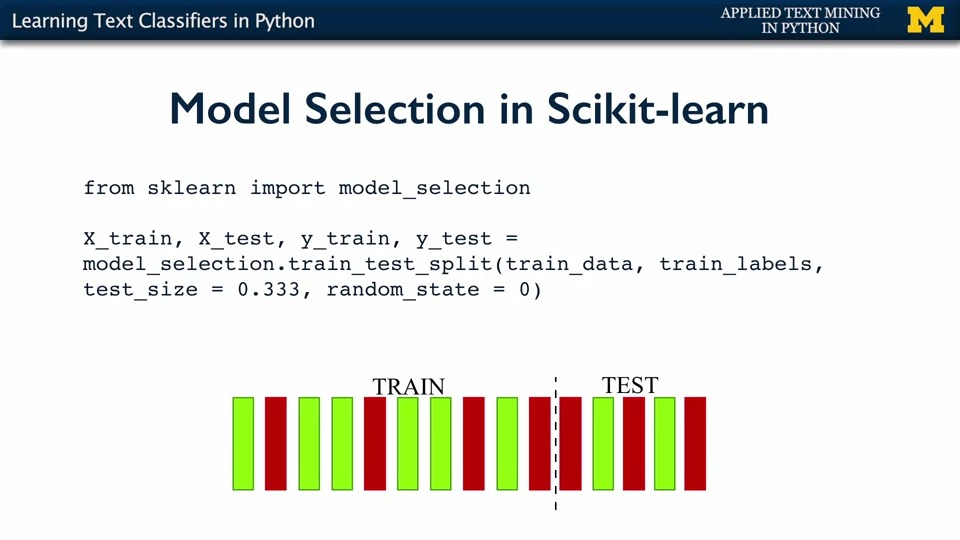 Learning Text Classifiers in Python
APPLIED TEXT MINING
IN PYTHON
M
Model Selection in Scikit-learn
from sklearn import model_selection
X_train, X_test, y_train, y_test =
model_selection.train_test_split(train_data, train_labels,
test_size = 0.333, random_state = 0)
TRAIN
TEST